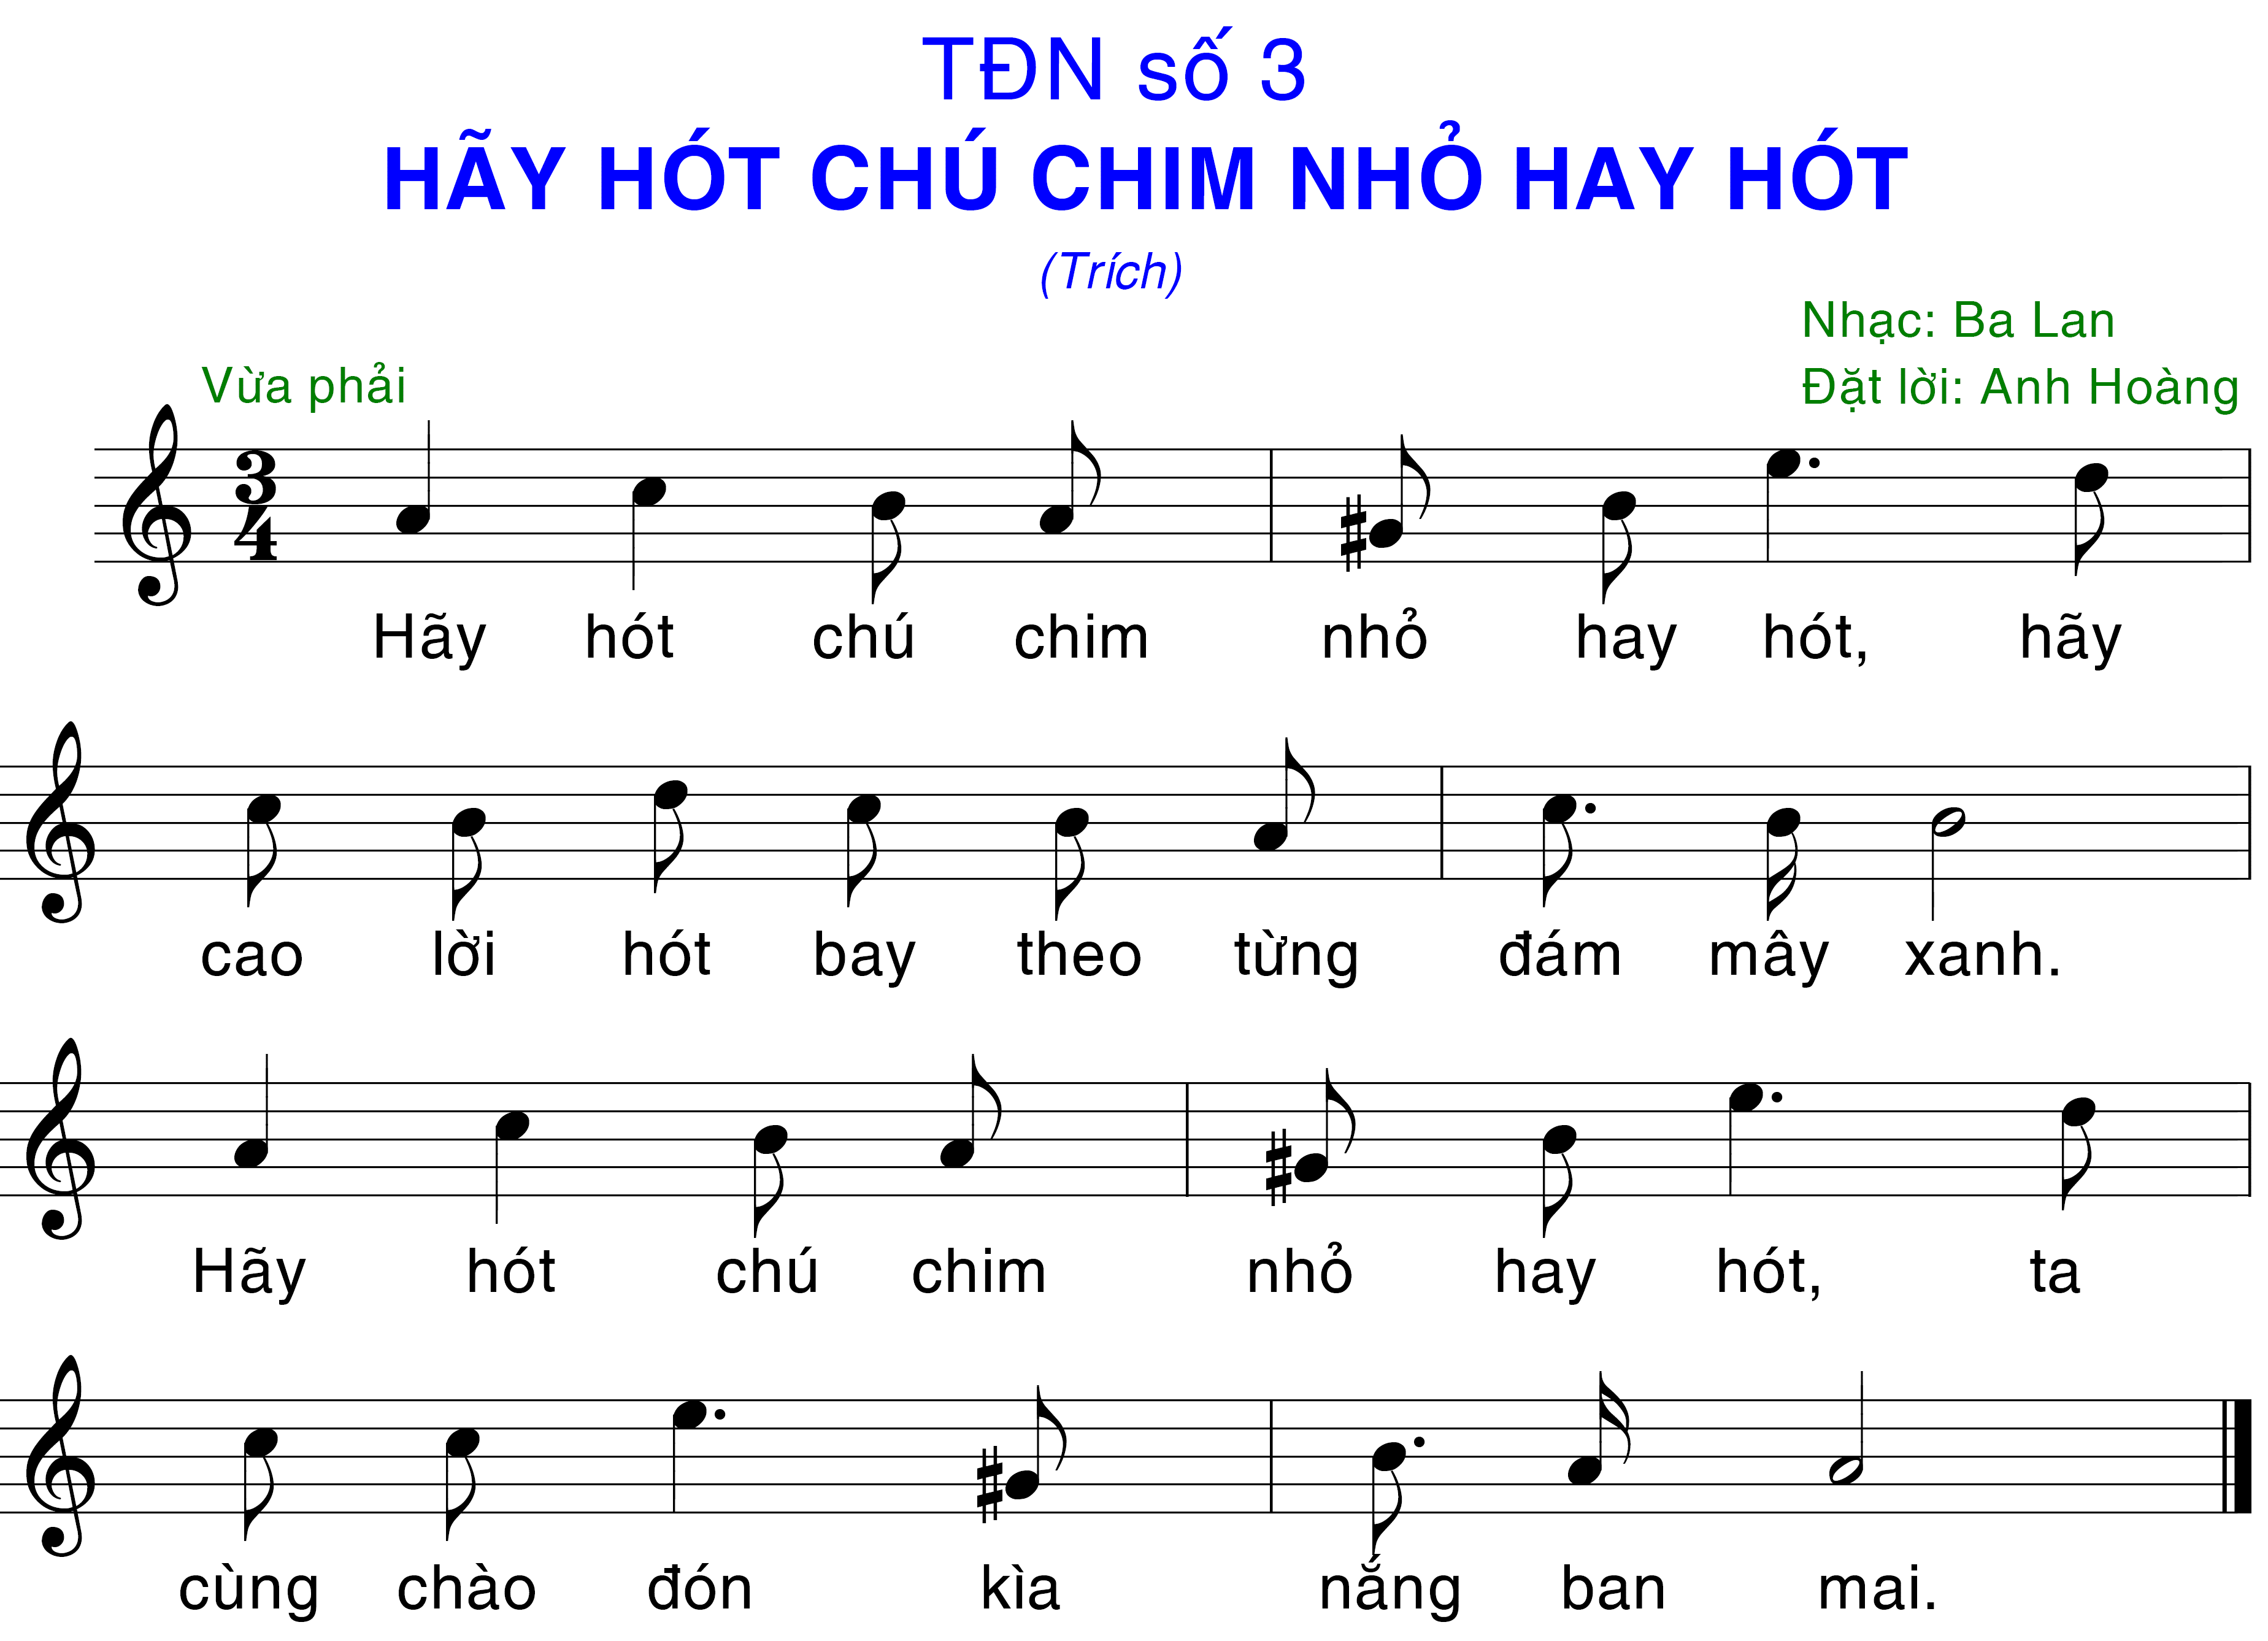 TĐN số 3
HÃY HÓT CHÚ CHIM NHỎ HAY HÓT
(Trích)
Nhạc: Ba Lan
Vừa phải
Đặt lời: Anh Hoàng
3
4
Hãy hót chú chim nhỏ hay hót, hãy
cao lời hót bay theo từng đám mây xanh.
Hãy hót chú chim nhỏ hay hót, ta
cùng chào đón kìa nắng ban mai.